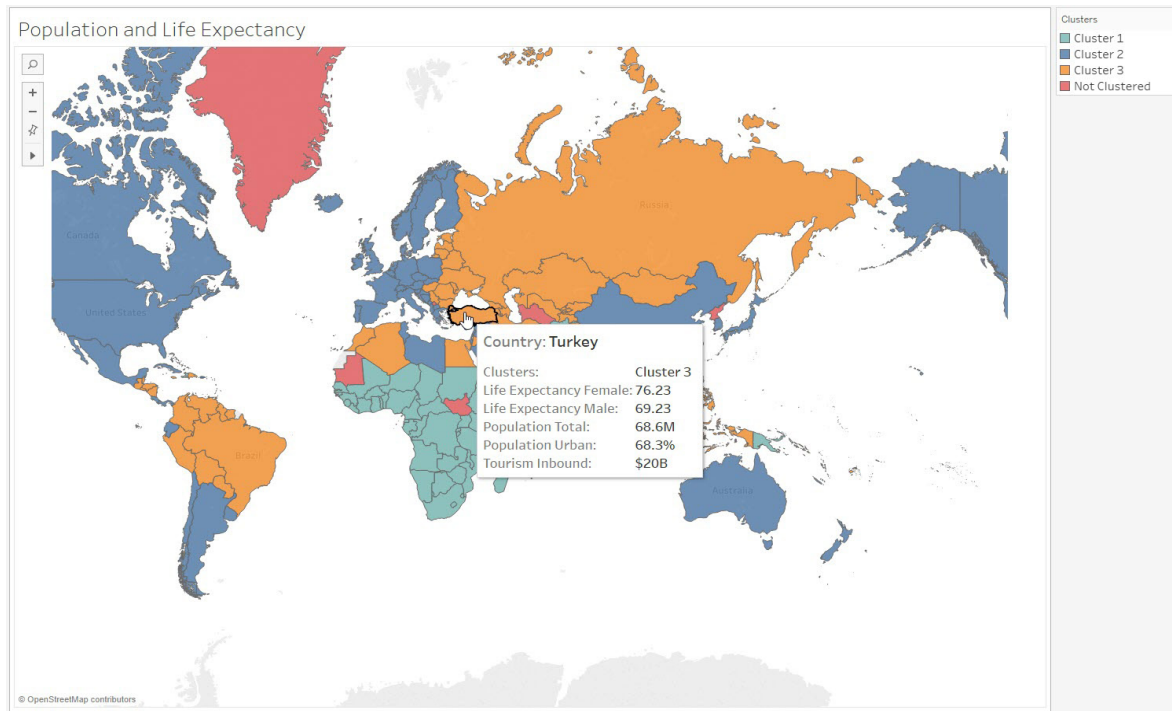 Population and Life Expectancy
Clusters
Cluster 1
Cluster 2
Cluster 3
Not Clustered
Russia
Canada
United States
Country: Turkey
Clusters: Cluster 3
Life Expectancy Female: 76.23
Life Expectancy Male: 69.23
Population Total: 68.6M
Population Urban: 68.3%
Tourism Inbound: $20B
Brazil
Australia
© OpenStreetMap contributors